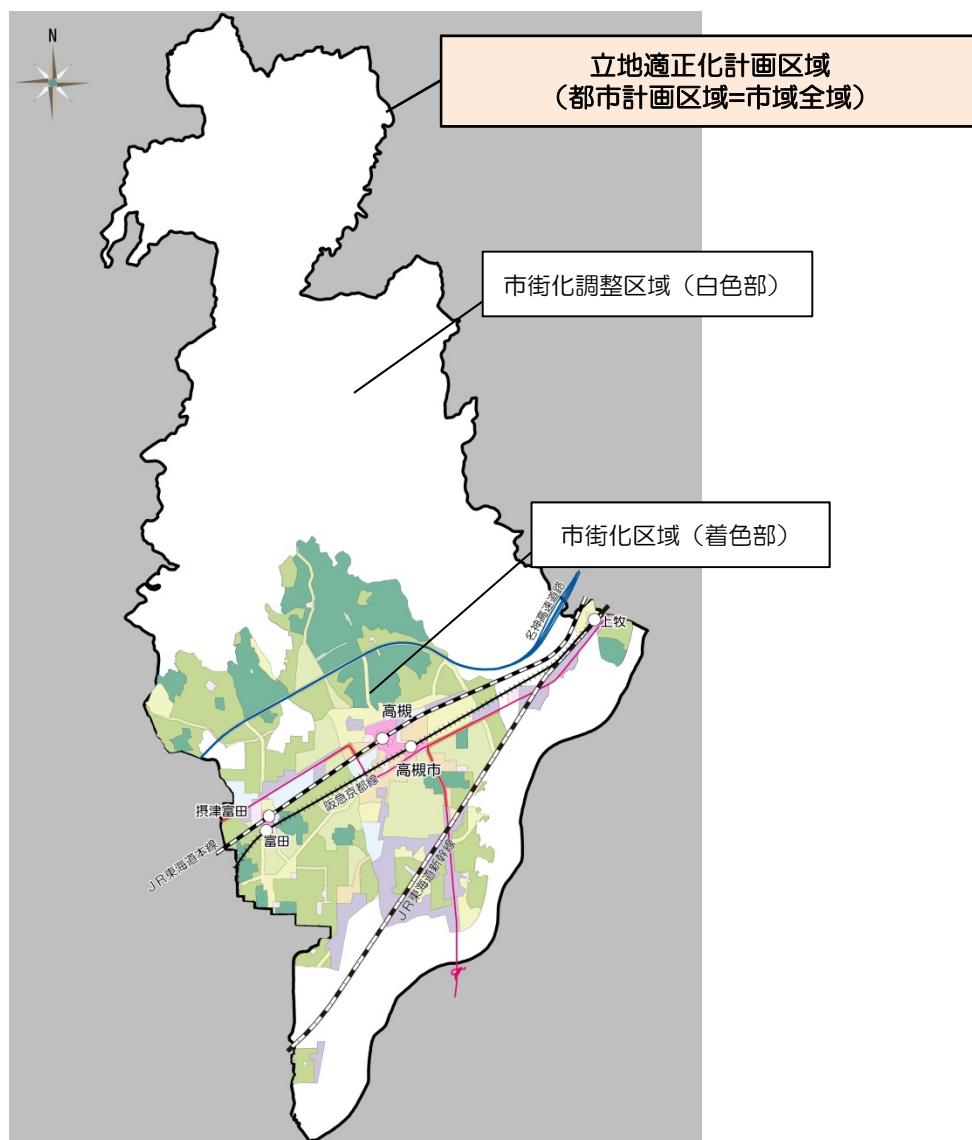 N
立地適正化計画区域
(都市計画区域=市域全域)
市街化調整区域(白色部)
市街化区域(着色部)
名神高速道路
上牧
高槻
高槻市
阪急京都線
摂津富田
富田
JR東海道本線
JR東海道新幹線